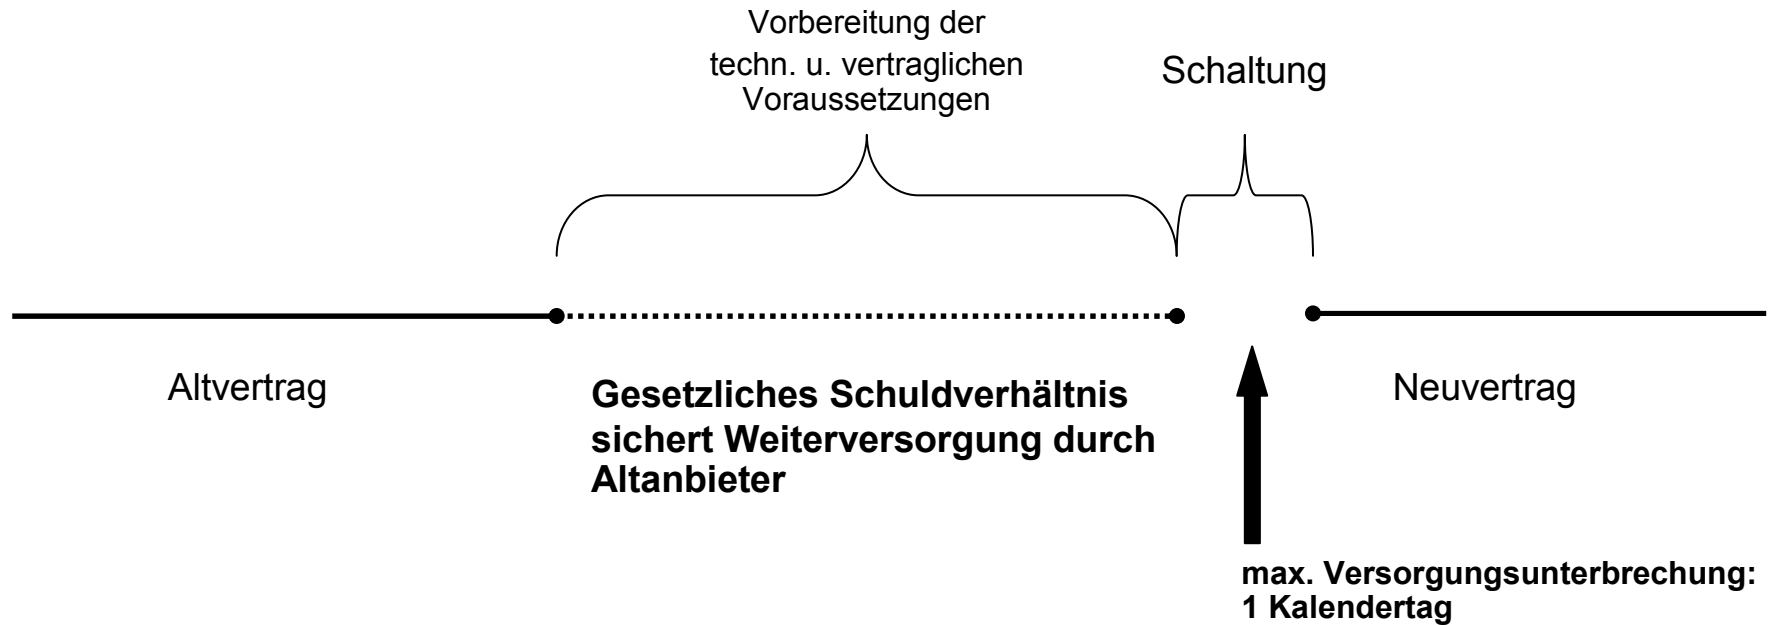 Vorbereitung der
techn. u. vertraglichen
Voraussetzungen
Schaltung
Altvertrag
Gesetzliches Schuldverhältnis
sichert Weiterversorgung durch
Altanbieter
Neuvertrag
max. Versorgungsunterbrechung:
1 Kalendertag